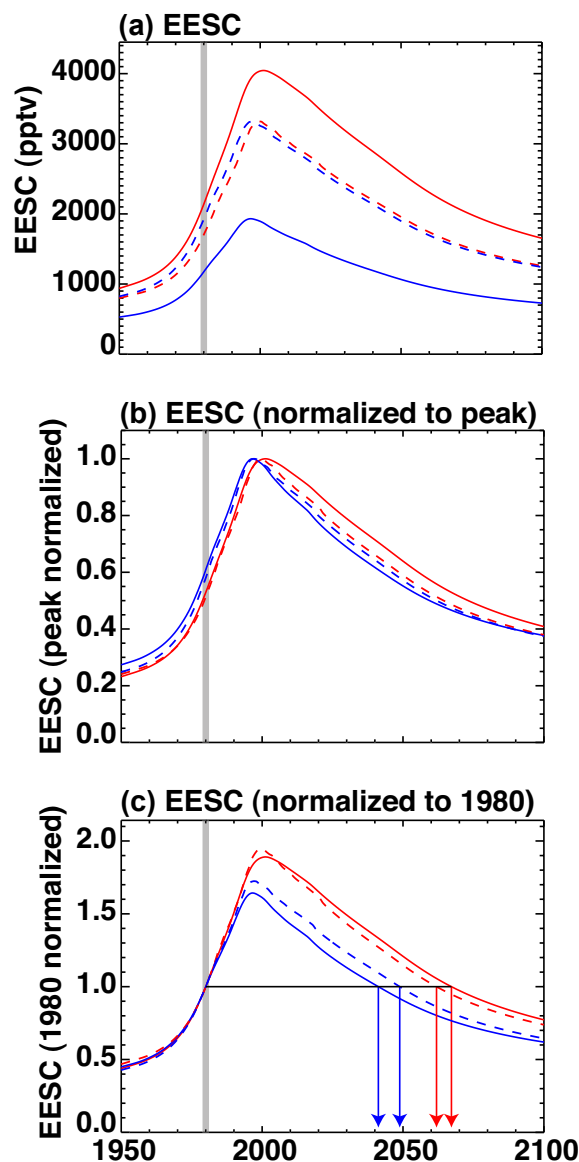 (a) EESC
EESC (pptv)
4000
3000
2000
1000
0
(b) EESC (normalized to peak)
EESC (peak normalized)
1.0
0.8
0.6
0.4
0.2
0.0
(c) EESC (normalized to 1980)
EESC (1980 normalized)
2.0
1.5
1.0
0.5
0.0
1950 2000 2050 2100